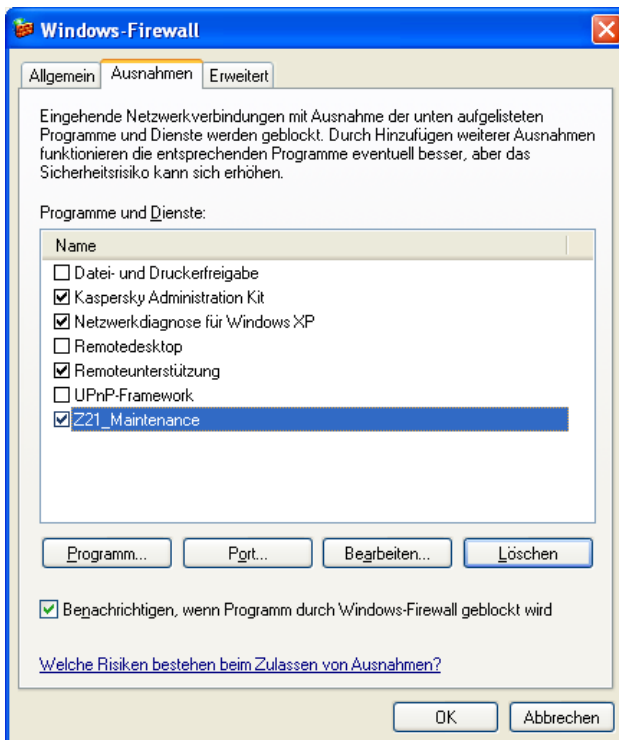 Windows-Firewall
Allgemein Ausnahmen Erweitert
Eingehende Netzwerkverbindungen mit Ausnahme der unten aufgelisteten
Programme und Dienste werden geblockt. Durch Hinzufügen weiterer Ausnahmen
funktionieren die entsprechenden Programme eventuell besser, aber das
Sicherheitsrisiko kann sich erhöhen.
Programme und Dienste:
Name
Datei- und Druckerfreigabe
Kaspersky Administration Kit
Netzwerkdiagnose für Windows XP
Remotedesktop
Remoteunterstützung
UPnP-Framework
Z21_Maintenance
Programm... Port... Bearbeiten... Löschen
Benachrichtigen, wenn Programm durch Windows-Firewall geblockt wird
Welche Risiken bestehen beim Zulassen von Ausnahmen?
OK Abbrechen